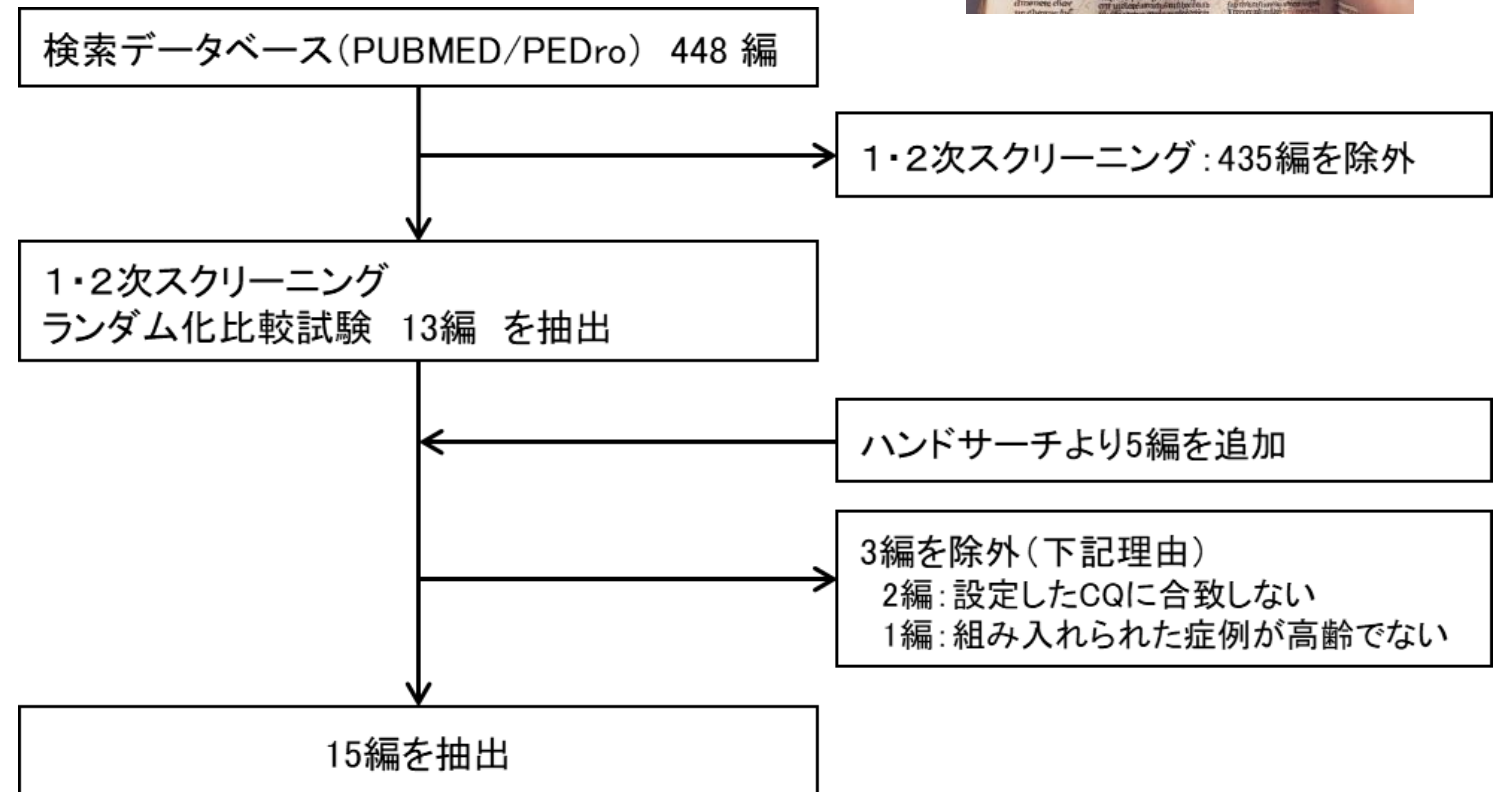 検索データベース（PUBMED/PEDro） 448 編
1・2次スクリーニング：435編を除外
1・2次スクリーニング
ランダム化比較試験　13編　を抽出
ハンドサーチより5編を追加
3編を除外（下記理由）
2編：設定したCQに合致しない
1編：組み入れられた症例が高齢でない
15編を抽出